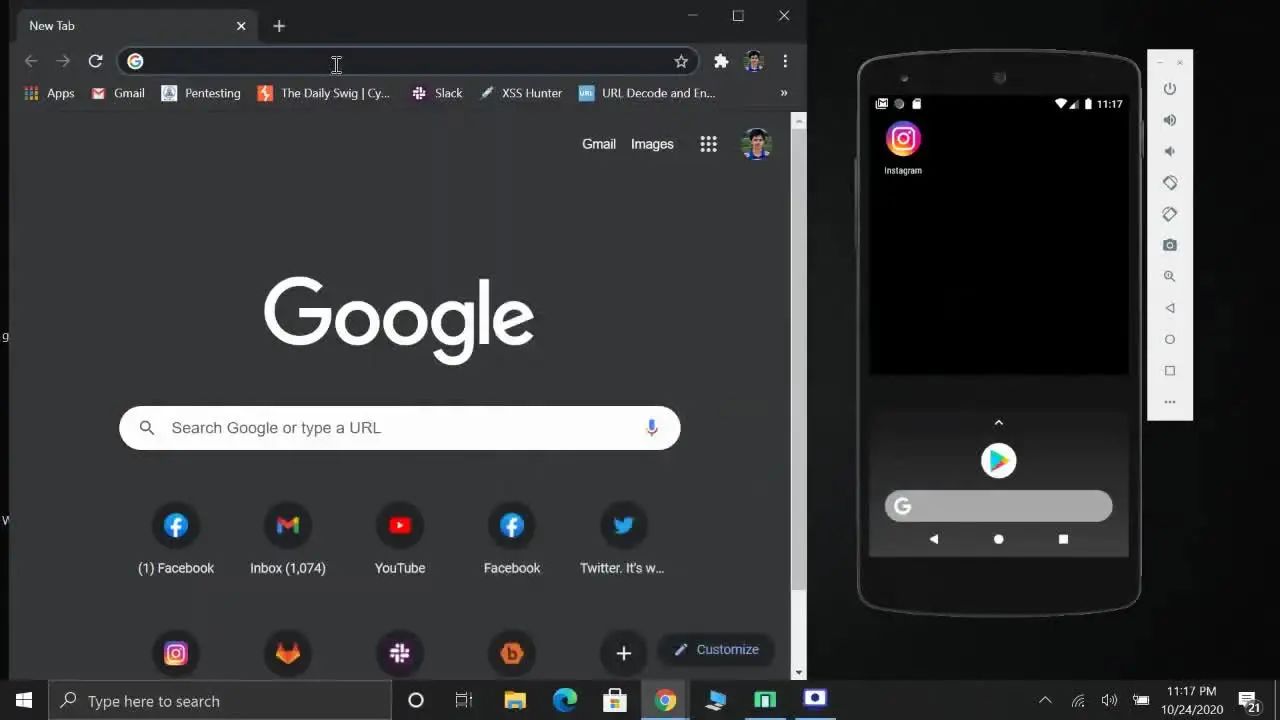 New Tab
Apps Gmail Pentesting The Daily Swig | Cy... Slack XSS Hunter URL Decode and En... »
Gmail Images
Google
Search Google or type a URL
(1) Facebook Inbox (1,074) YouTube Facebook Twitter. It's w...
Customize
11:17
Instagram
Type here to search
11:17 PM
10/24/2020
21